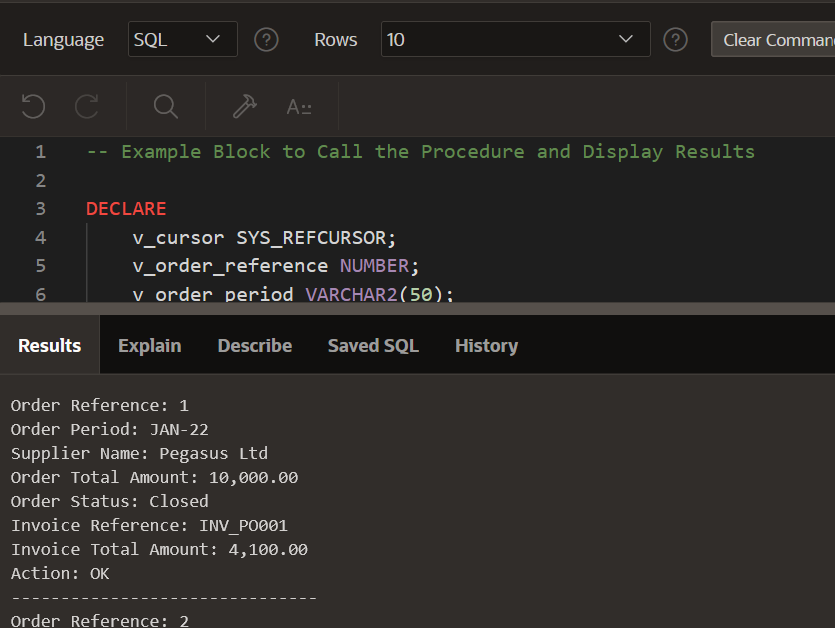 Language SQL ? Rows 10 ? Clear Comman
A::
1 -- Example Block to Call the Procedure and Display Results
2
3 DECLARE
4 v_cursor SYS_REFCURSOR;
5 v_order_reference NUMBER;
6 v_order_period VARCHAR2(50);
Results Explain Describe Saved SQL History
Order Reference: 1
Order Period: JAN-22
Supplier Name: Pegasus Ltd
Order Total Amount: 10,000.00
Order Status: Closed
Invoice Reference: INV_PO001
Invoice Total Amount: 4,100.00
Action: OK
-------------------------------
Order Reference: 2